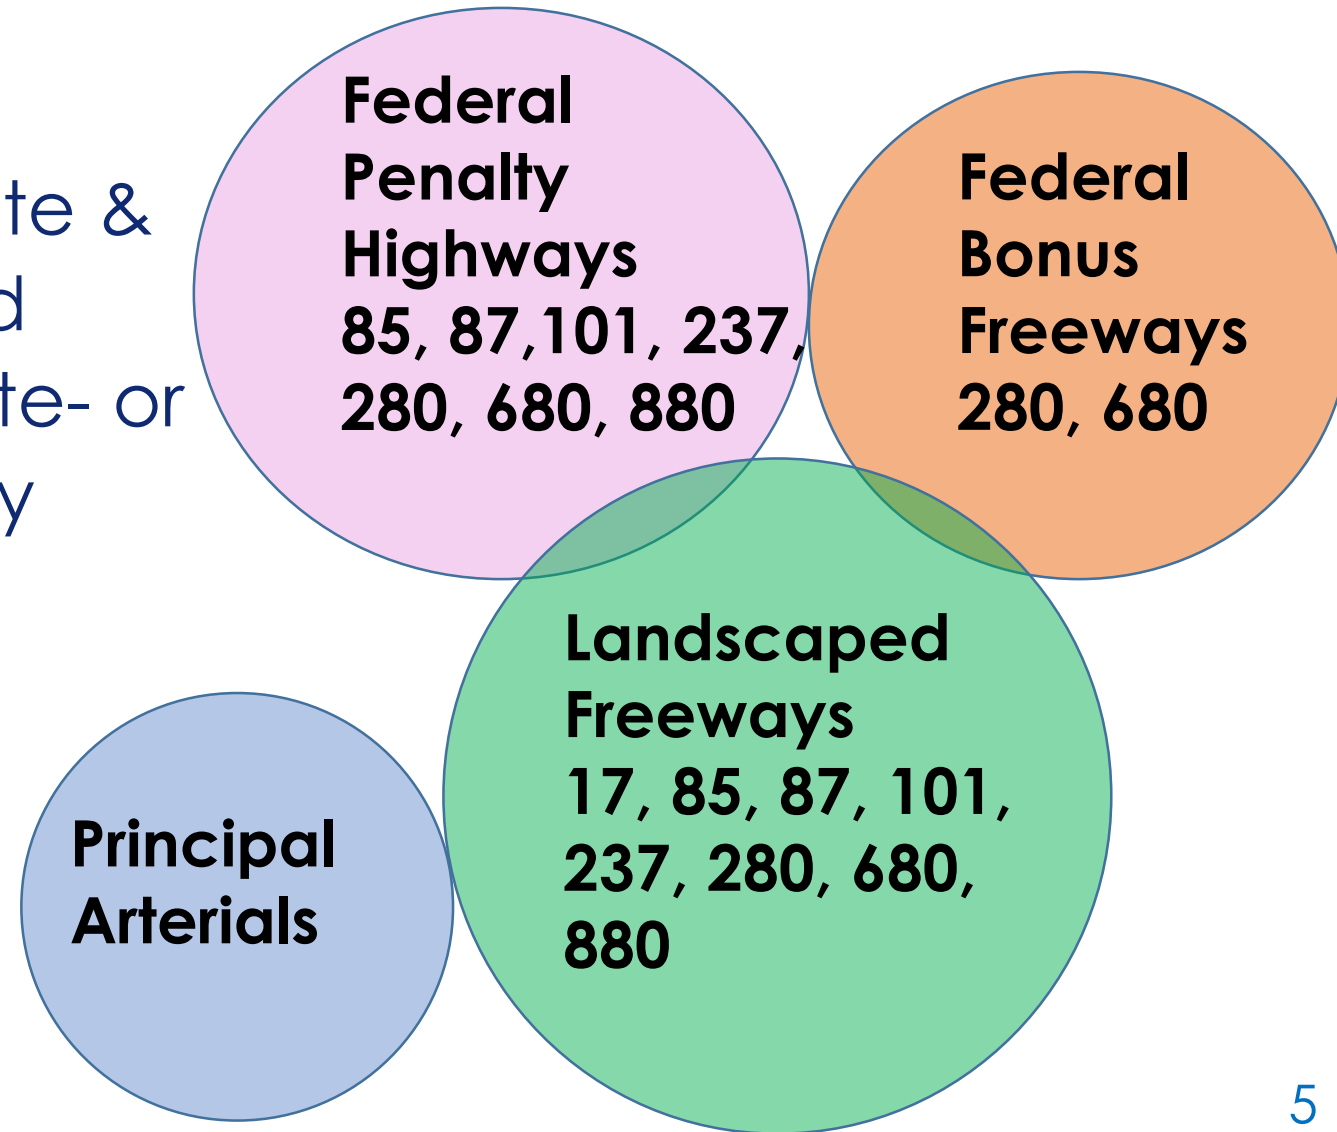 te &
d
te- or
y
Federal
Penalty
Highways
85, 87,101, 237,
280, 680, 880
Federal
Bonus
Freeways
280, 680
Landscaped
Freeways
17, 85, 87, 101,
237, 280, 680,
880
Principal
Arterials
5